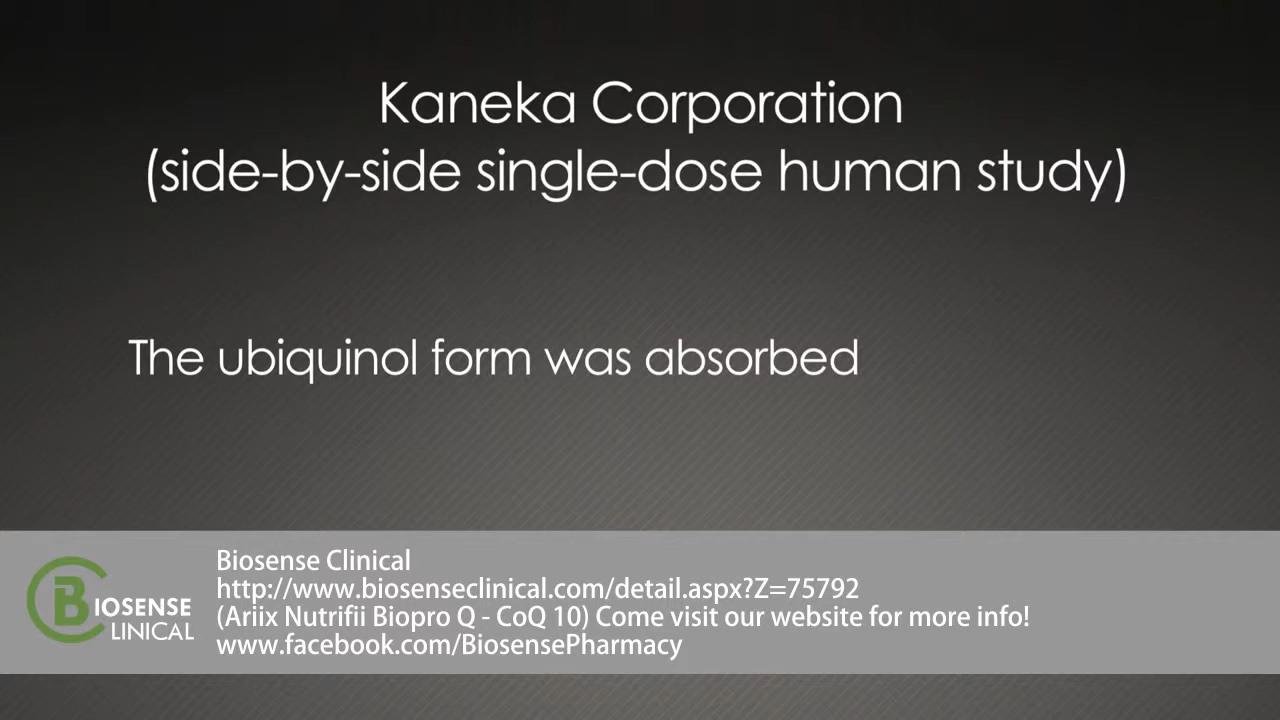 Kaneka Corporation
(side-by-side single-dose human study)
The ubiquinol form was absorbed
BIOSENSE
CLINICAL
Biosense Clinical
http://www.biosenseclinical.com/detail.aspx?Z=75792
(Ariix Nutrifii Biopro Q - CoQ 10) Come visit our website for more info!
www.facebook.com/BiosensePharmacy